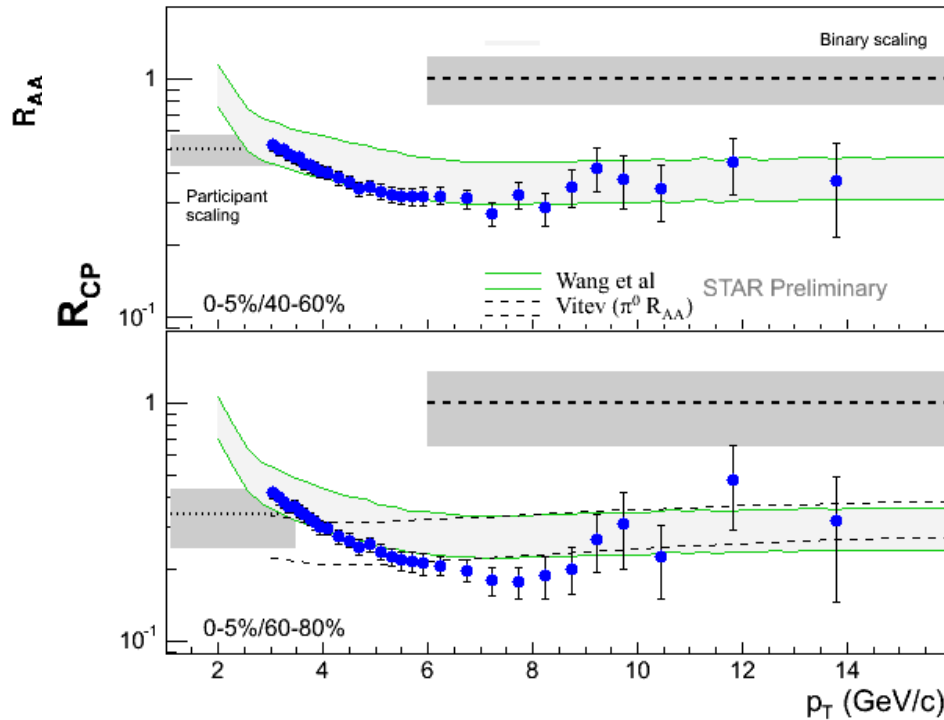 R_AA
R_CP
1
10^-1
Binary scaling
Participant
scaling
Wang et al
Vitev (π^0 R_AA)
STAR Preliminary
0-5%/40-60%
1
10^-1
0-5%/60-80%
2 4 6 8 10 12 14
p_T (GeV/c)